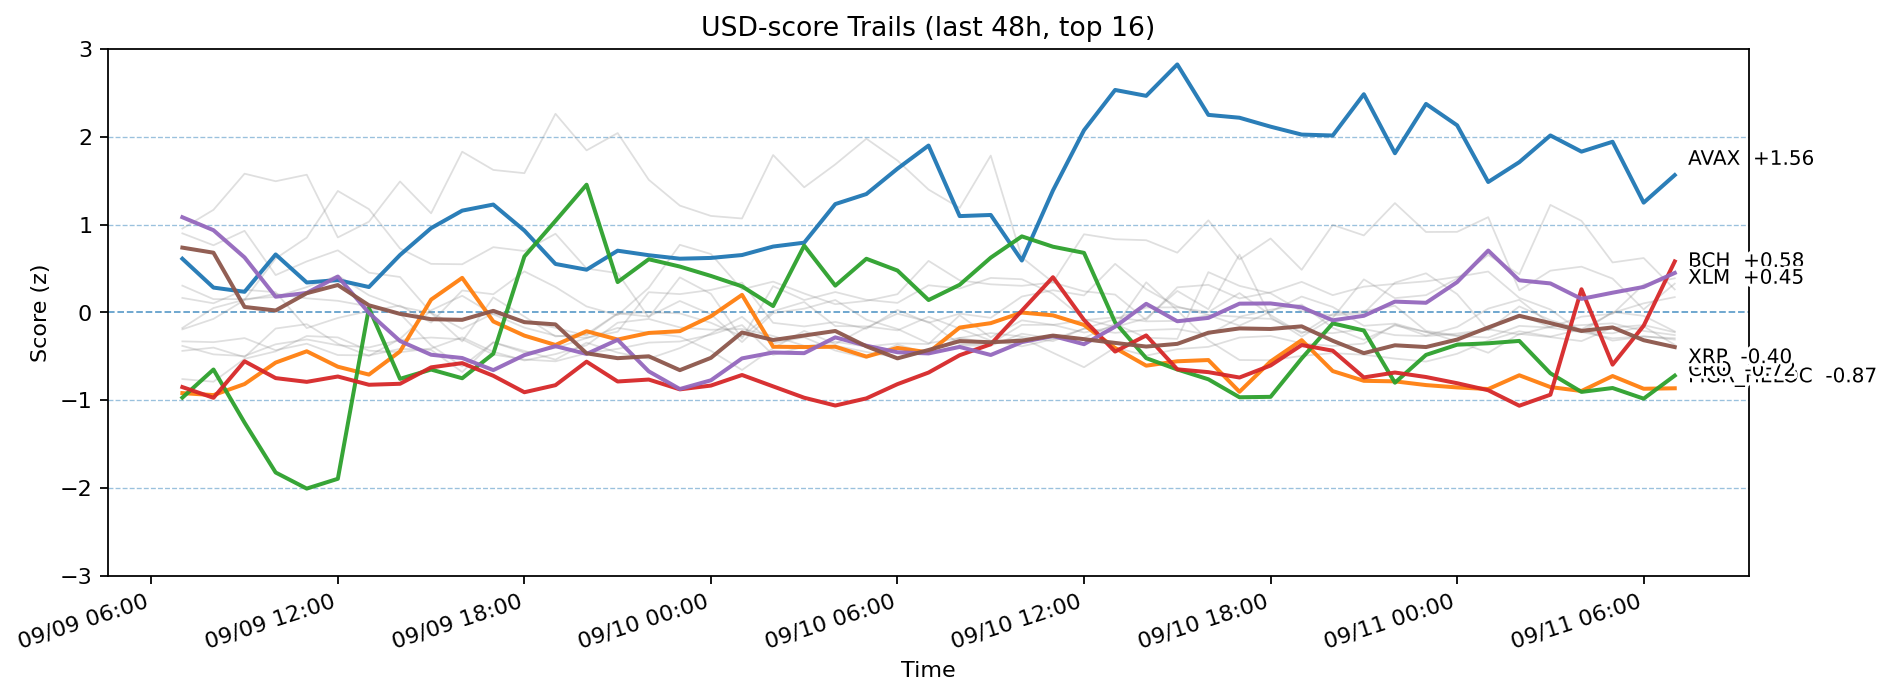 USD-score Trails (last 48h, top 16)
Score (z)
3
2
1
0
−1
−2
−3
AVAX +1.56
BCH +0.58
XLM +0.45
XRP -0.40
CRO -0.72
-0.87
09/09 06:00
09/09 12:00
09/09 18:00
09/10 00:00
09/10 06:00
09/10 12:00
09/10 18:00
09/11 00:00
09/11 06:00
Time